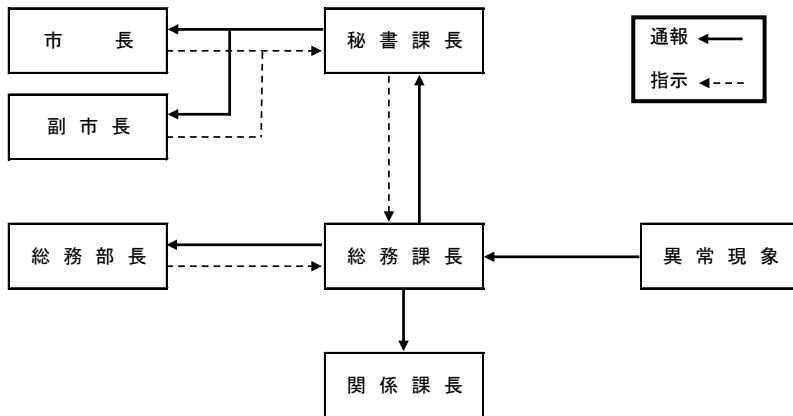 市長
秘書課長
通報
指示
副市長
総務部長
総務課長
異常現象
関係課長